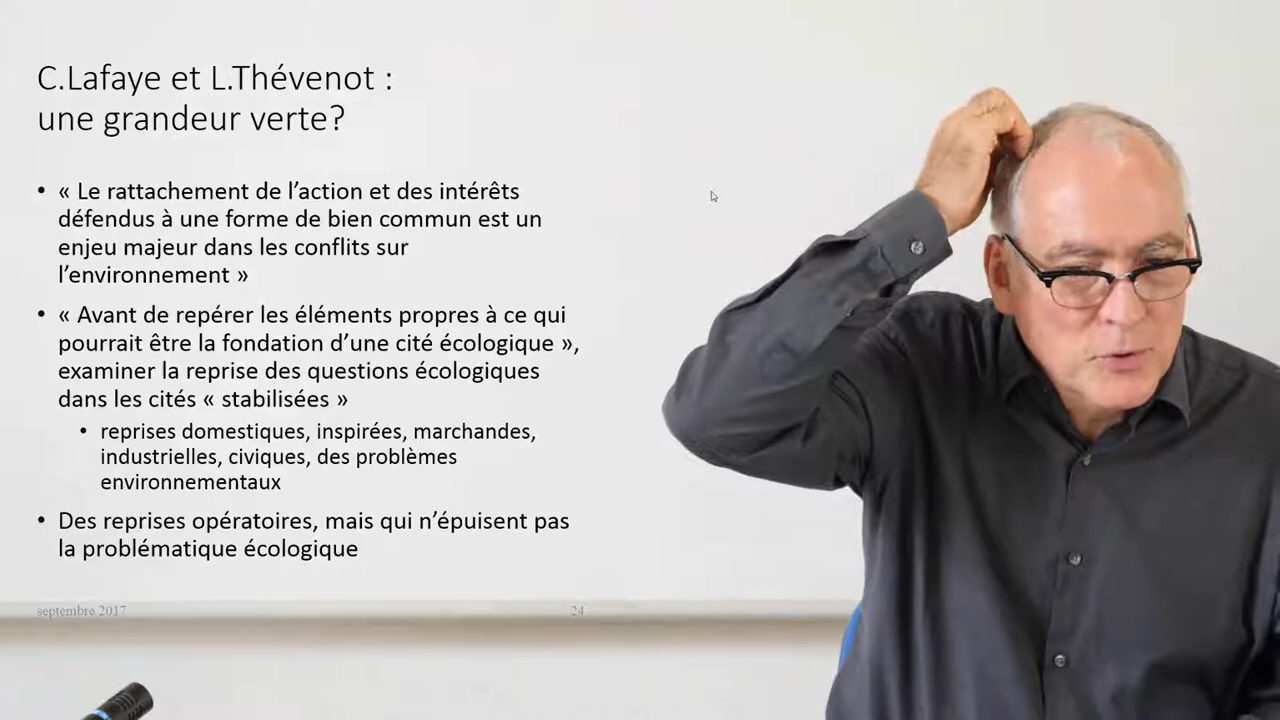 C.Lafaye et L.Thévenot :
une grandeur verte?
• « Le rattachement de l’action et des intérêts
défendus à une forme de bien commun est un
enjeu majeur dans les conflits sur
l’environnement »
• « Avant de repérer les éléments propres à ce qui
pourrait être la fondation d’une cité écologique »,
examiner la reprise des questions écologiques
dans les cités « stabilisées »
• reprises domestiques, inspirées, marchandes,
industrielles, civiques, des problèmes
environnementaux
• Des reprises opératoires, mais qui n’épuisent pas
la problématique écologique
septembre 2017
24